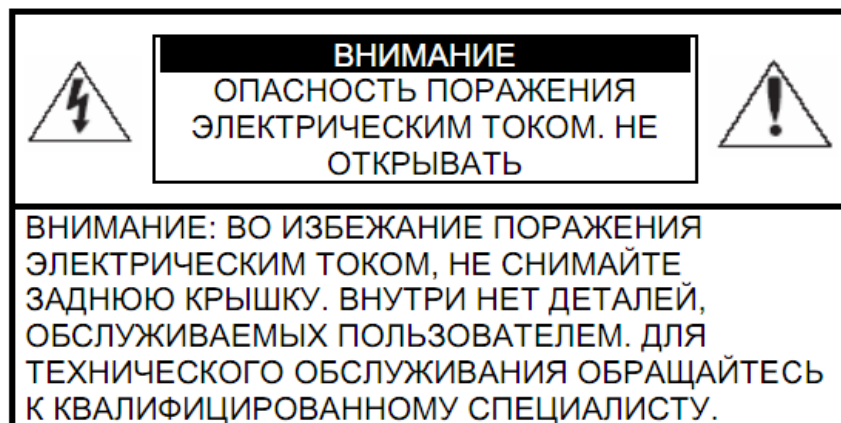 ВНИМАНИЕ
ОПАСНОСТЬ ПОРАЖЕНИЯ
ЭЛЕКТРИЧЕСКИМ ТОКОМ. НЕ
ОТКРЫВАТЬ
ВНИМАНИЕ: ВО ИЗБЕЖАНИЕ ПОРАЖЕНИЯ
ЭЛЕКТРИЧЕСКИМ ТОКОМ, НЕ СНИМАЙТЕ
ЗАДНЮЮ КРЫШКУ. ВНУТРИ НЕТ ДЕТАЛЕЙ,
ОБСЛУЖИВАЕМЫХ ПОЛЬЗОВАТЕЛЕМ. ДЛЯ
ТЕХНИЧЕСКОГО ОБСЛУЖИВАНИЯ ОБРАЩАЙТЕСЬ
К КВАЛИФИЦИРОВАННОМУ СПЕЦИАЛИСТУ.